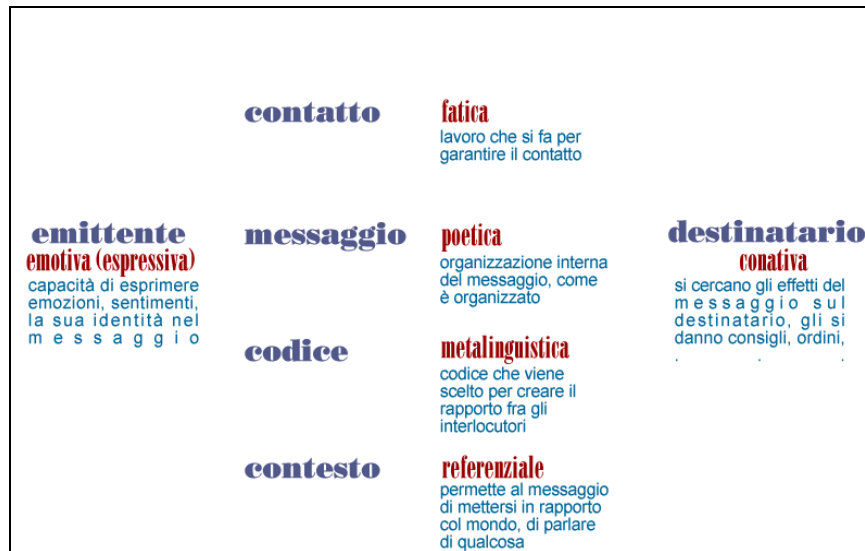 contatto
fatica
lavoro che si fa per
garantire il contatto
emittente
emotiva (espressiva)
capacità di esprimere
emozioni, sentimenti,
la sua identità nel
messaggio
messaggio
poetica
organizzazione interna
del messaggio, come
è organizzato
destinatario
conativa
si cercano gli effetti del
messaggio sul
destinatario, gli si
danno consigli, ordini,
. . .
codice
metalinguistica
codice che viene
scelto per creare il
rapporto fra gli
interlocutori
contesto
referenziale
permette al messaggio
di mettersi in rapporto
col mondo, di parlare
di qualcosa